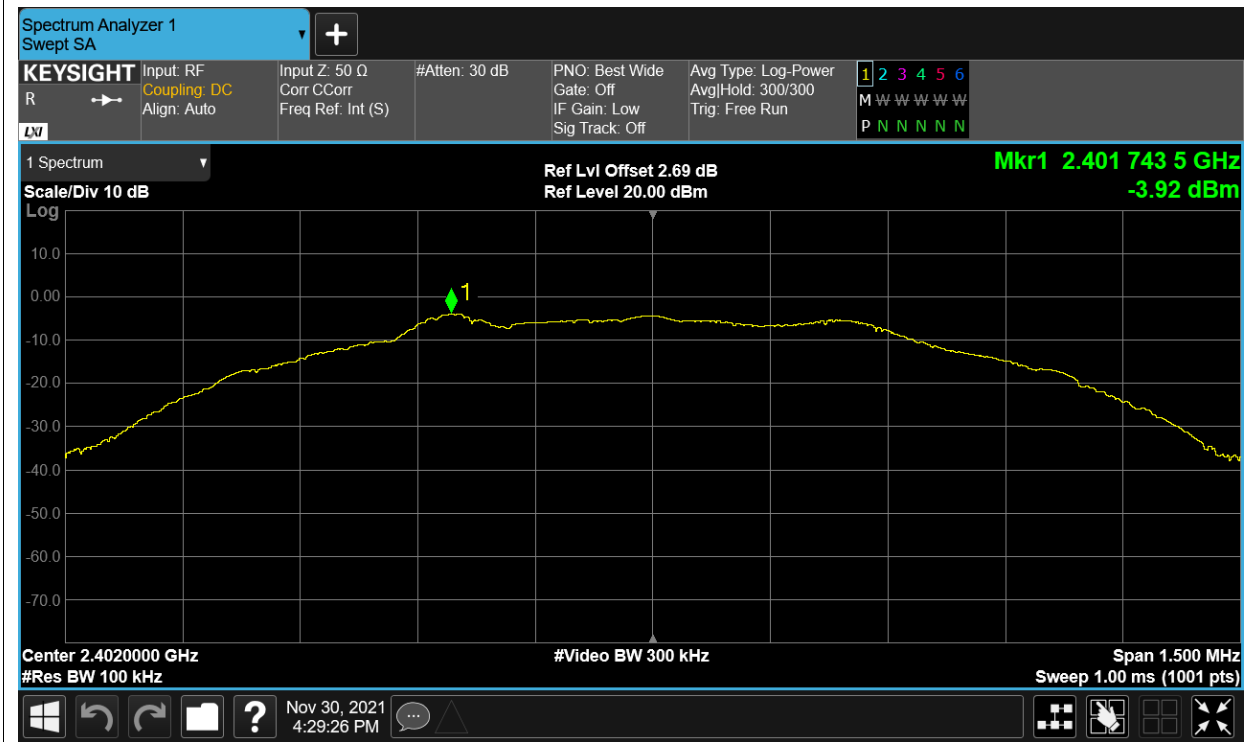 Spectrum Analyzer 1
Swept SA
+
KEYSIGHT
R
LXI
Input: RF
Coupling: DC
Align: Auto
Input Z: 50 Ω
Corr CCorr
Freq Ref: Int (S)
#Atten: 30 dB
PNO: Best Wide
Gate: Off
IF Gain: Low
Sig Track: Off
Avg Type: Log-Power
Avg|Hold: 300/300
Trig: Free Run
1 2 3 4 5 6
M W W W W W
P N N N N N
1 Spectrum
Scale/Div 10 dB
Log
Ref Lvl Offset 2.69 dB
Ref Level 20.00 dBm
Mkr1 2.401 743 5 GHz
-3.92 dBm
10.0
0.00
1
-10.0
-20.0
-30.0
-40.0
-50.0
-60.0
-70.0
Center 2.4020000 GHz
#Video BW 300 kHz
Span 1.500 MHz
#Res BW 100 kHz
Sweep 1.00 ms (1001 pts)
?
Nov 30, 2021
4:29:26 PM